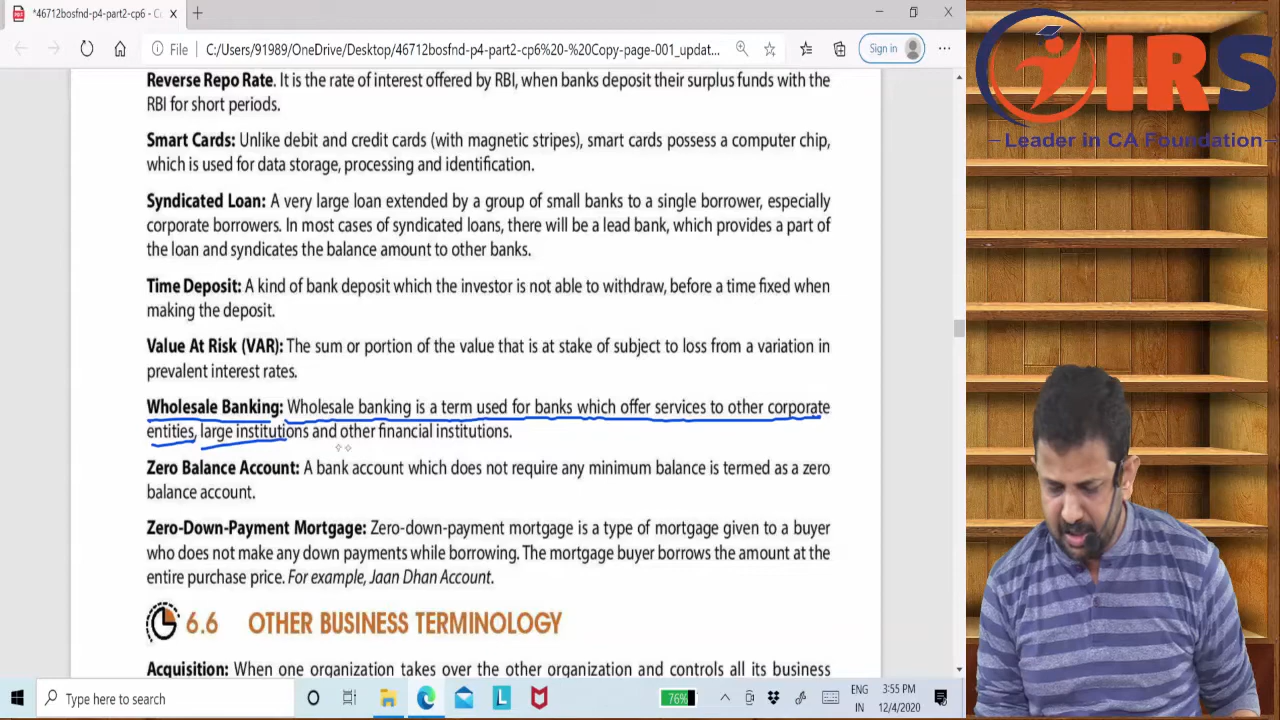 *46712bosfnd-p4-part2-cp6 - C
File C:/Users/91989/OneDrive/Desktop/46712bosfnd-p4-part2-cp6%20-%20Copy-page-001_updat... Sign in
IRS
Leader in CA Foundation
Reverse Repo Rate. It is the rate of interest offered by RBI, when banks deposit their surplus funds with the
RBI for short periods.
Smart Cards: Unlike debit and credit cards (with magnetic stripes), smart cards possess a computer chip,
which is used for data storage, processing and identification.
Syndicated Loan: A very large loan extended by a group of small banks to a single borrower, especially
corporate borrowers. In most cases of syndicated loans, there will be a lead bank, which provides a part of
the loan and syndicates the balance amount to other banks.
Time Deposit: A kind of bank deposit which the investor is not able to withdraw, before a time fixed when
making the deposit.
Value At Risk (VAR): The sum or portion of the value that is at stake of subject to loss from a variation in
prevalent interest rates.
Wholesale Banking: Wholesale banking is a term used for banks which offer services to other corporate
entities, large institutions and other financial institutions.
Zero Balance Account: A bank account which does not require any minimum balance is termed as a zero
balance account.
Zero-Down-Payment Mortgage: Zero-down-payment mortgage is a type of mortgage given to a buyer
who does not make any down payments while borrowing. The mortgage buyer borrows the amount at the
entire purchase price. For example, Jaan Dhan Account.
6.6 OTHER BUSINESS TERMINOLOGY
Acquisition: When one organization takes over the other organization and controls all its business
Type here to search
76%
ENG
IN
3:55 PM
12/4/2020